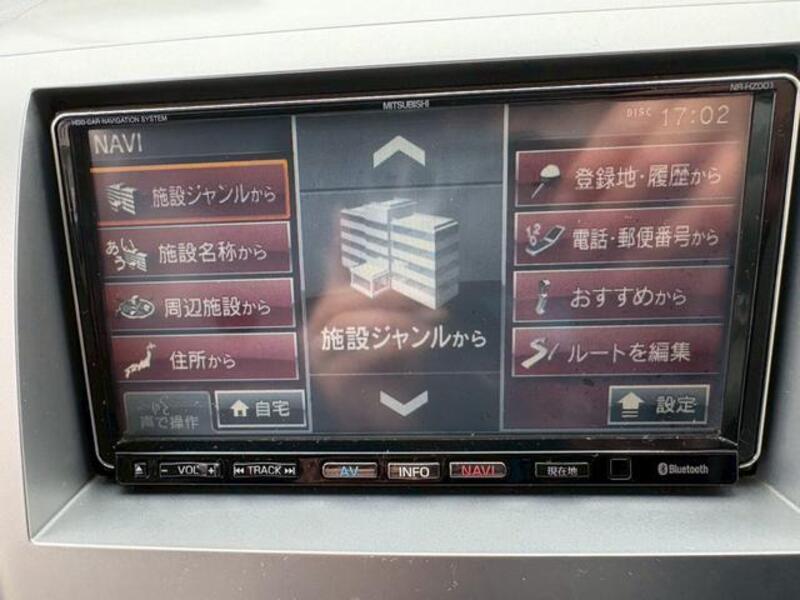 MITSUBISHI
NR-HZ001
HDD CAR NAVIGATION SYSTEM
NAVI
DISC 17:02
施設ジャンルから
あいう
施設名称から
周辺施設から
住所から
声で操作
自宅
施設ジャンルから
登録地・履歴から
電話・郵便番号から
おすすめから
ルートを編集
設定
− VOL +
TRACK
AV
INFO
NAVI
現在地
Bluetooth